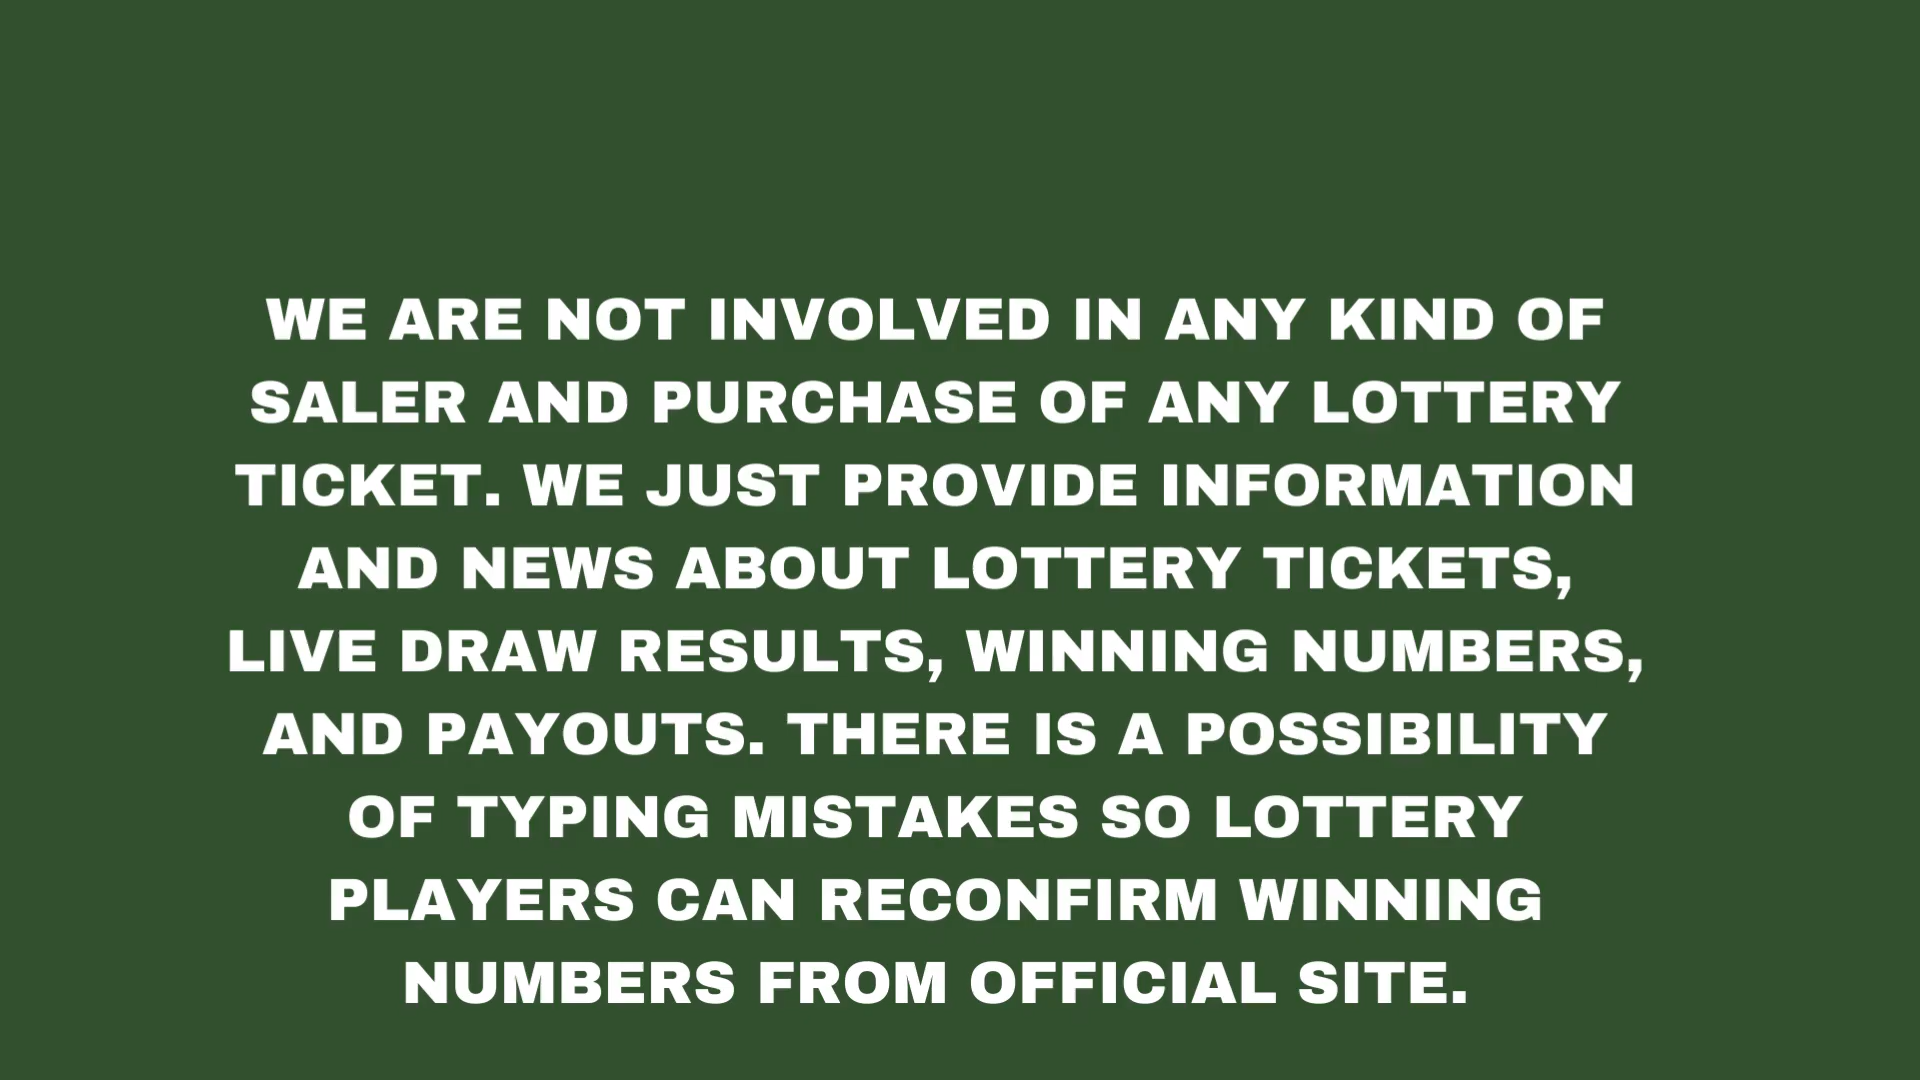 WE ARE NOT INVOLVED IN ANY KIND OF
SALER AND PURCHASE OF ANY LOTTERY
TICKET. WE JUST PROVIDE INFORMATION
AND NEWS ABOUT LOTTERY TICKETS,
LIVE DRAW RESULTS, WINNING NUMBERS,
AND PAYOUTS. THERE IS A POSSIBILITY
OF TYPING MISTAKES SO LOTTERY
PLAYERS CAN RECONFIRM WINNING
NUMBERS FROM OFFICIAL SITE.